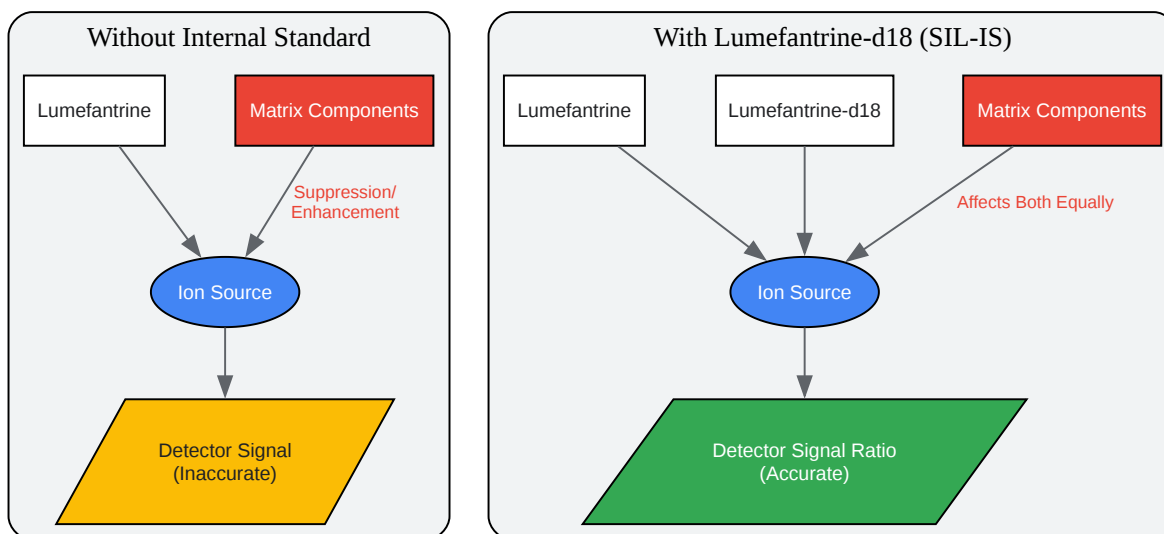 Without Internal Standard
Lumefantrine
Matrix Components
Suppression/
Enhancement
Ion Source
Detector Signal
(Inaccurate)
With Lumefantrine-d18 (SIL-IS)
Lumefantrine
Lumefantrine-d18
Matrix Components
Affects Both Equally
Ion Source
Detector Signal Ratio
(Accurate)